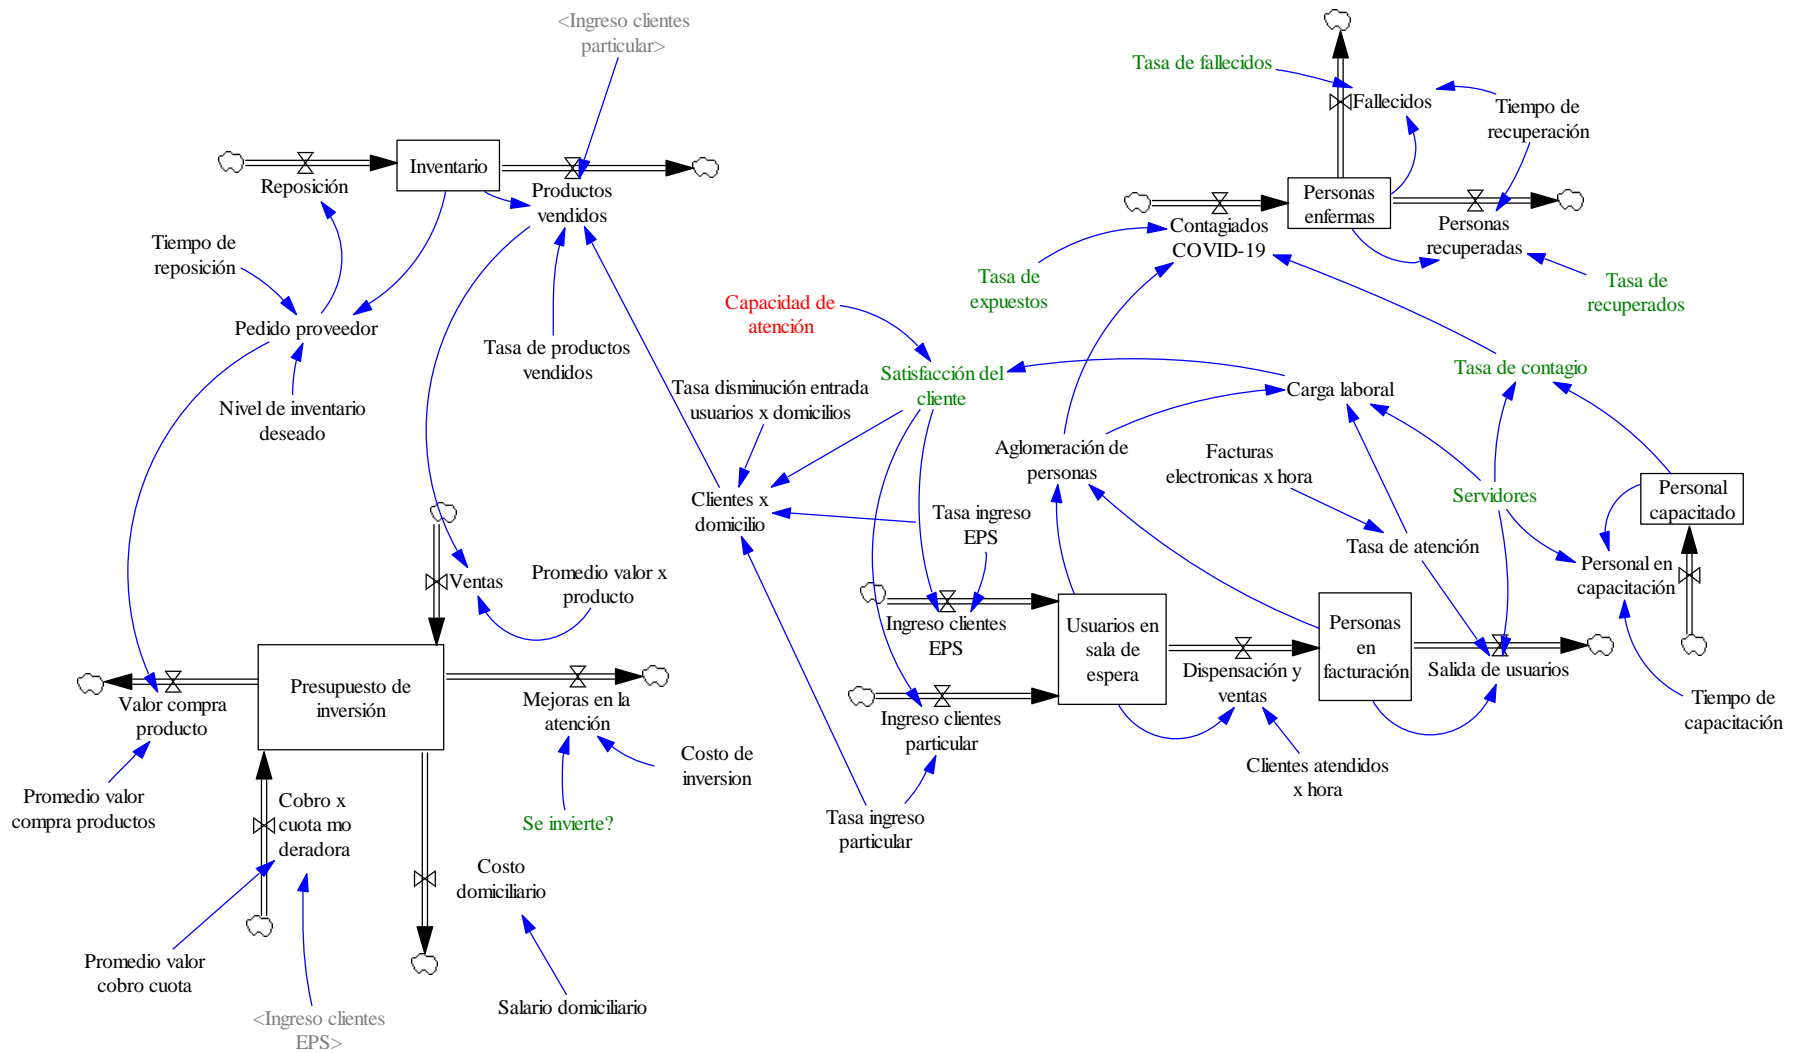 <Ingreso clientes
particular>
Inventario
Reposición
Productos
vendidos
Tiempo de
reposición
Pedido proveedor
Nivel de inventario
deseado
Tasa de productos
vendidos
Capacidad de
atención
Satisfacción del
cliente
Tasa disminución entrada
usuarios x domicilios
Clientes x
domicilio
Tasa de fallecidos
Fallecidos
Tiempo de
recuperación
Personas
enfermas
Contagiados
COVID-19
Personas
recuperadas
Tasa de
expuestos
Tasa de
recuperados
Tasa de contagio
Carga laboral
Aglomeración de
personas
Facturas
electronicas x hora
Servidores
Personal
capacitado
Tasa de atención
Personal en
capacitación
Tiempo de
capacitación
Tasa ingreso
EPS
Ingreso clientes
EPS
Usuarios en
sala de
espera
Personas
en
facturación
Dispensación y
ventas
Salida de usuarios
Ingreso clientes
particular
Clientes atendidos
x hora
Tasa ingreso
particular
Ventas
Promedio valor x
producto
Presupuesto de
inversión
Valor compra
producto
Mejoras en la
atención
Costo de
inversion
Promedio valor
compra productos
Cobro x
cuota mo
deradora
Se invierte?
Costo
domiciliario
Promedio valor
cobro cuota
Salario domiciliario
<Ingreso clientes
EPS>